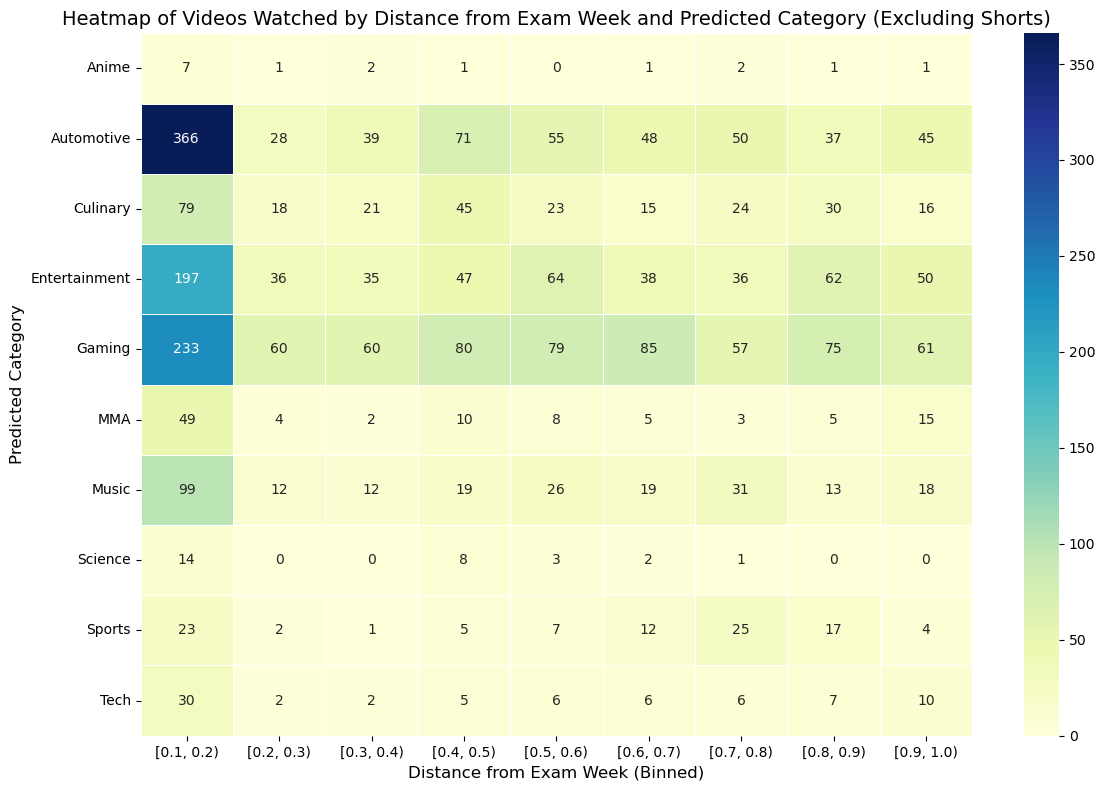 Heatmap of Videos Watched by Distance from Exam Week and Predicted Category (Excluding Shorts)
Predicted Category
Anime 7 1 2 1 0 1 2 1 1
Automotive 366 28 39 71 55 48 50 37 45
Culinary 79 18 21 45 23 15 24 30 16
Entertainment 197 36 35 47 64 38 36 62 50
Gaming 233 60 60 80 79 85 57 75 61
MMA 49 4 2 10 8 5 3 5 15
Music 99 12 12 19 26 19 31 13 18
Science 14 0 0 8 3 2 1 0 0
Sports 23 2 1 5 7 12 25 17 4
Tech 30 2 2 5 6 6 6 7 10
[0.1, 0.2) [0.2, 0.3) [0.3, 0.4) [0.4, 0.5) [0.5, 0.6) [0.6, 0.7) [0.7, 0.8) [0.8, 0.9) [0.9, 1.0)
Distance from Exam Week (Binned)
350
300
250
200
150
100
50
0